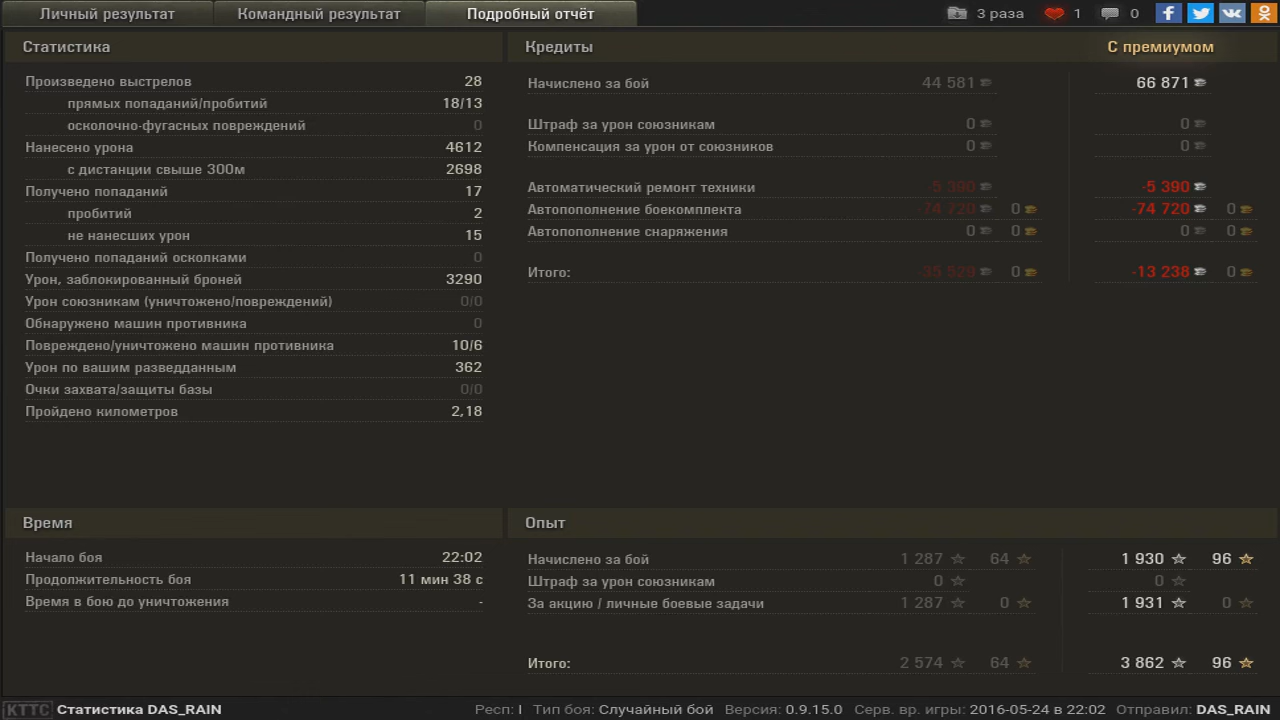 Личный результат Командный результат Подробный отчёт 3 раза 1 0
Статистика
Произведено выстрелов 28
прямых попаданий/пробитий 18/13
осколочно-фугасных повреждений 0
Нанесено урона 4612
с дистанции свыше 300м 2698
Получено попаданий 17
пробитий 2
не нанесших урон 15
Получено попаданий осколками 0
Урон, заблокированный броней 3290
Урон союзникам (уничтожено/повреждений) 0/0
Обнаружено машин противника 0
Повреждено/уничтожено машин противника 10/6
Урон по вашим разведданным 362
Очки захвата/защиты базы 0/0
Пройдено километров 2,18
Кредиты С премиумом
Начислено за бой 44 581 66 871
Штраф за урон союзникам 0 0
Компенсация за урон от союзников 0 0
Автоматический ремонт техники -5 390 -5 390
Автопополнение боекомплекта -74 720 0 -74 720 0
Автопополнение снаряжения 0 0 0 0
Итого: -35 529 0 -13 238 0
Время
Начало боя 22:02
Продолжительность боя 11 мин 38 с
Время в бою до уничтожения -
Опыт
Начислено за бой 1 287 64 1 930 96
Штраф за урон союзникам 0 0
За акцию / личные боевые задачи 1 287 0 1 931 0
Итого: 2 574 64 3 862 96
КТТС Статистика DAS_RAIN Респ: I Тип боя: Случайный бой Версия: 0.9.15.0 Серв. вр. игры: 2016-05-24 в 22:02 Отправил: DAS_RAIN